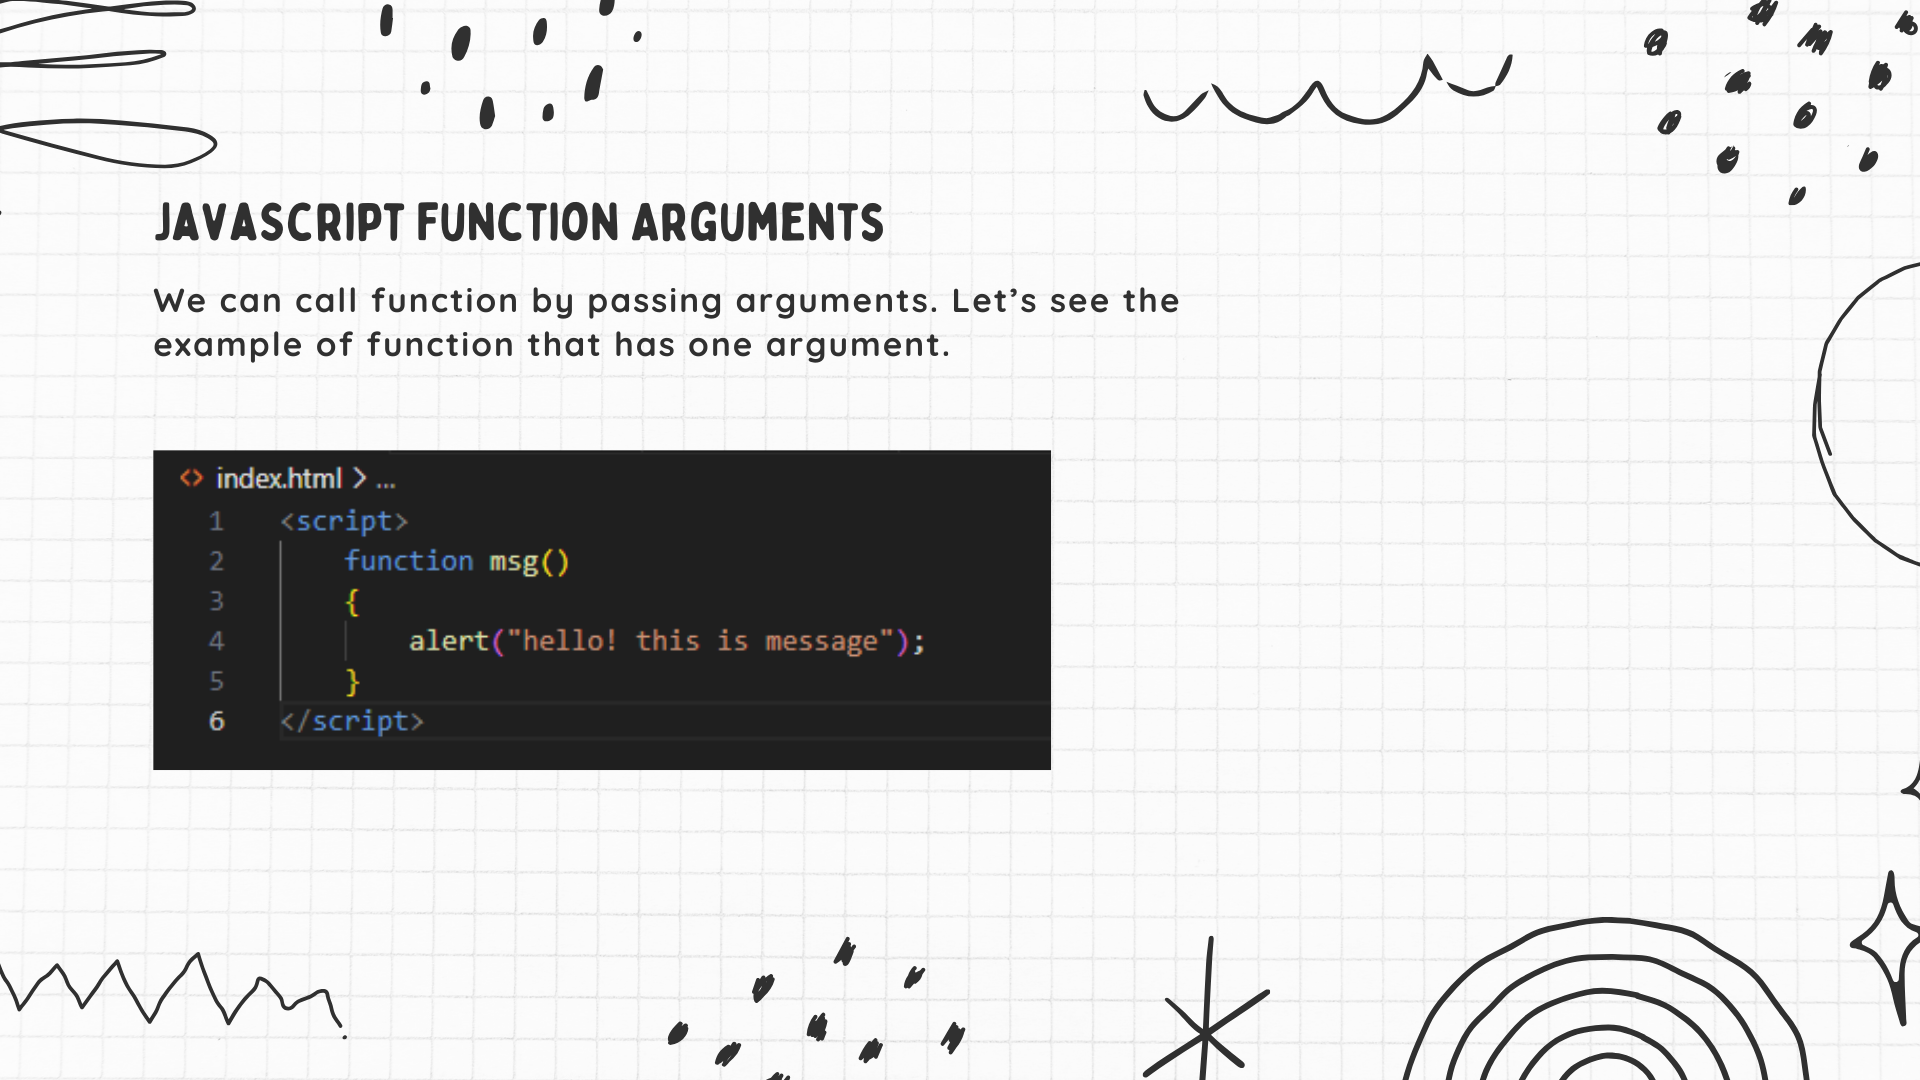 JAVASCRIPT FUNCTION ARGUMENTS
We can call function by passing arguments. Let’s see the
example of function that has one argument.
<> index.html > ...
1 <script>
2 function msg()
3 {
4 alert("hello! this is message");
5 }
6 </script>